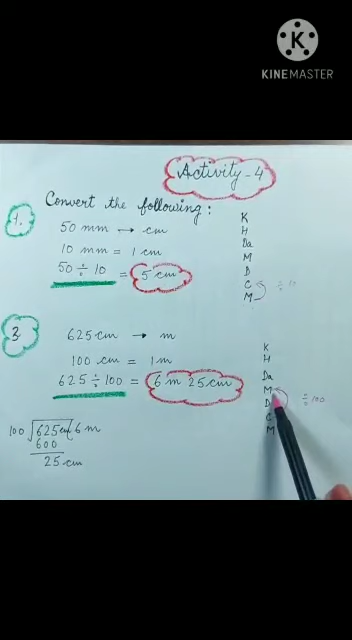 K
KINEMASTER
Activity-4
Convert the following:
1.
50 mm → cm
10 mm = 1 cm
50 ÷ 10 = 5 cm
K
H
Da
M
D
C
M
÷ 10
3.
625 cm → m
100 cm = 1m
625 ÷ 100 = 6 m 25 cm
100 √625 cm(6 m
600
25 cm
K
H
Da
M
D
C
M
÷ 100